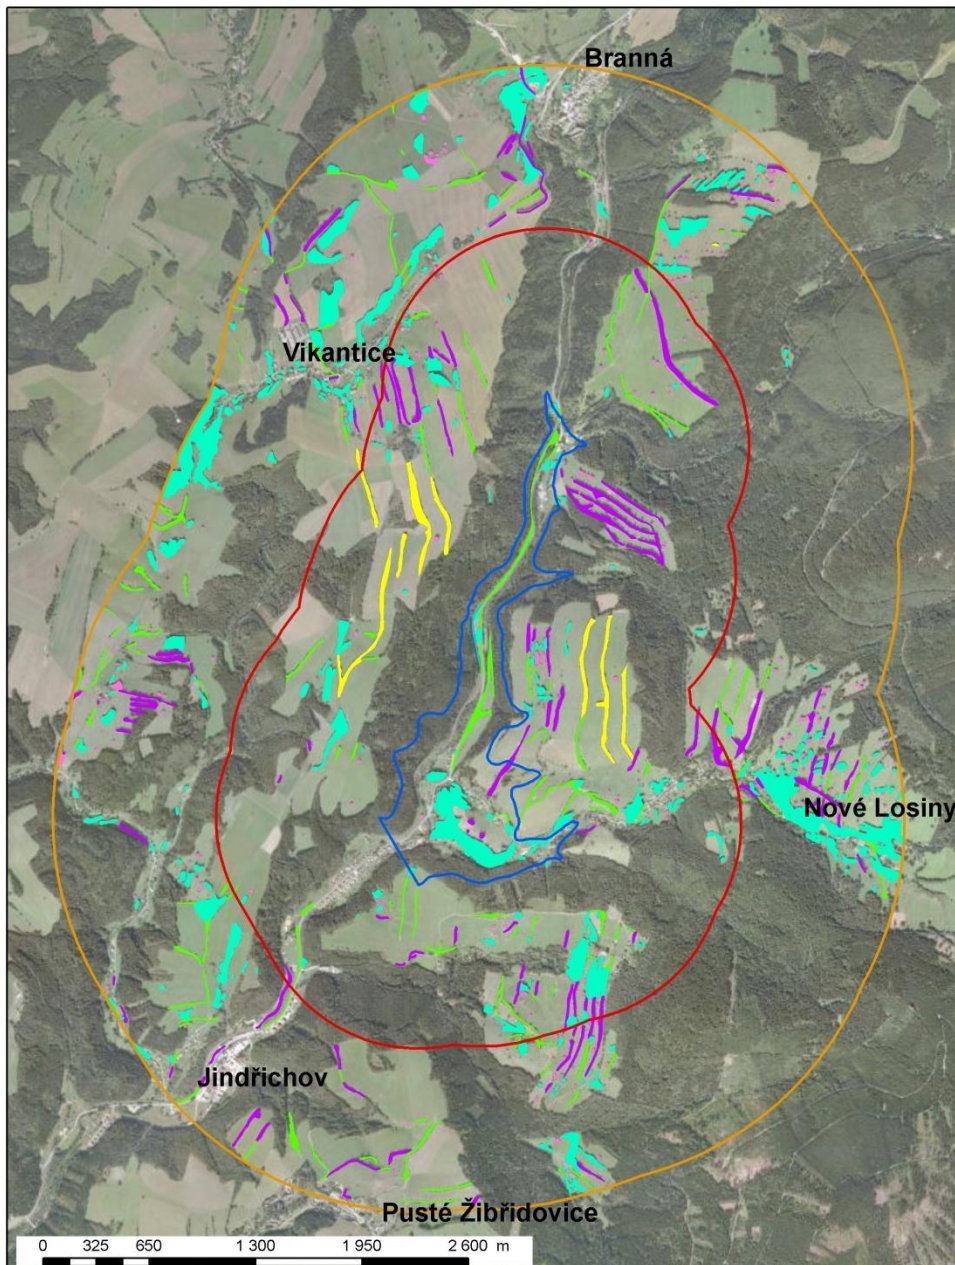 Branná
Vikantice
Nové Losiny
Jindřichov
Pusté Žibřidovice
0 325 650 1 300 1 950 2 600 m